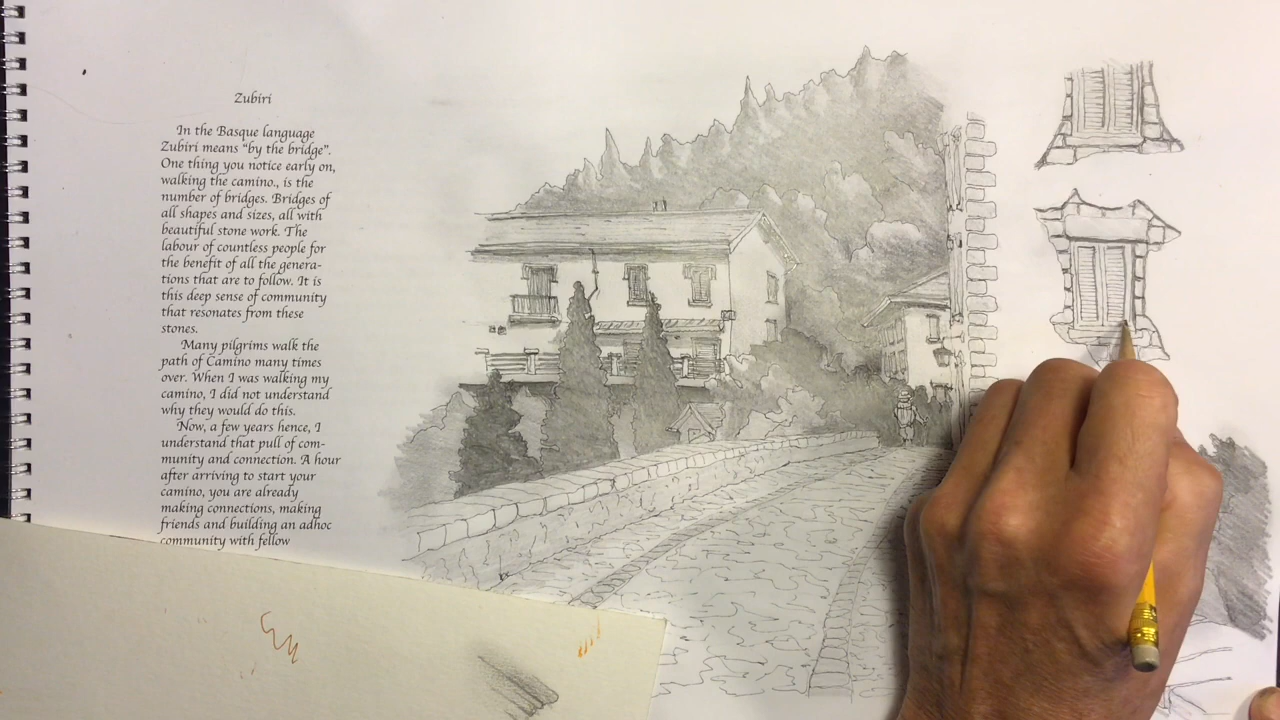 Zubiri
In the Basque language
Zubiri means "by the bridge".
One thing you notice early on,
walking the camino., is the
number of bridges. Bridges of
all shapes and sizes, all with
beautiful stone work. The
labour of countless people for
the benefit of all the genera-
tions that are to follow. It is
this deep sense of community
that resonates from these
stones.
Many pilgrims walk the
path of Camino many times
over. When I was walking my
camino, I did not understand
why they would do this.
Now, a few years hence, I
understand that pull of com-
munity and connection. A hour
after arriving to start your
camino, you are already
making connections, making
friends and building an adhoc
community with fellow